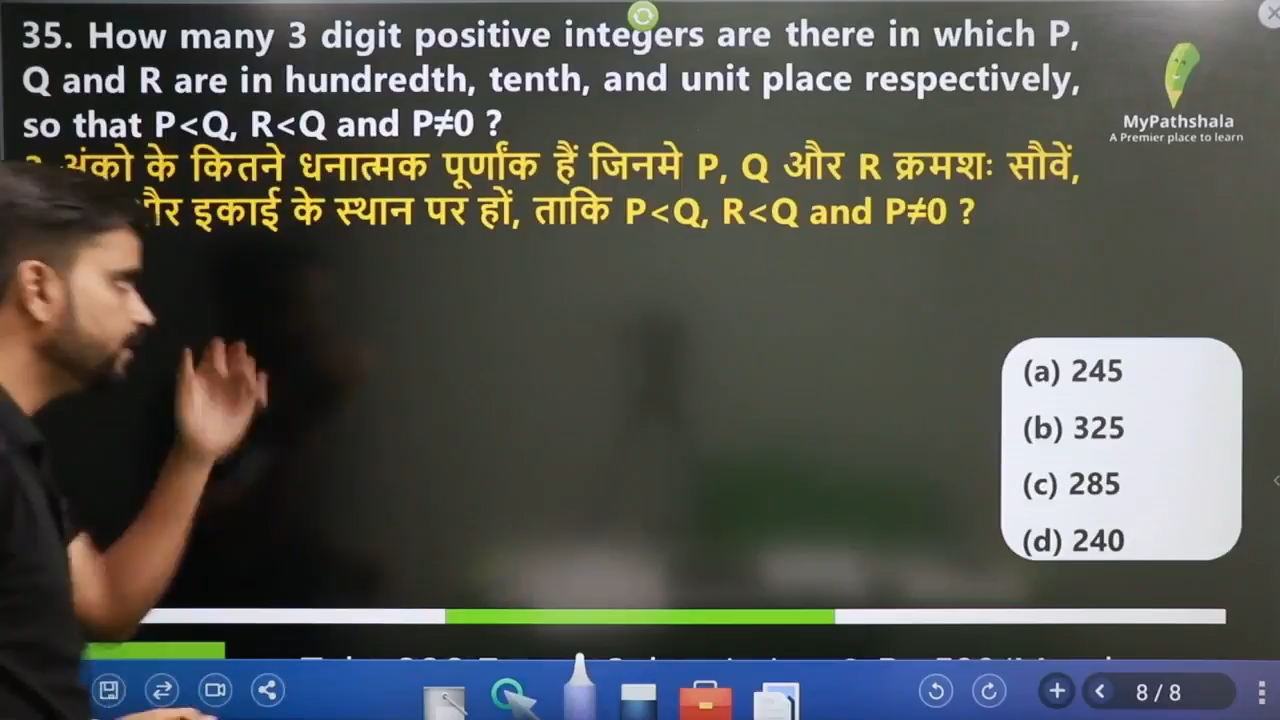 35. How many 3 digit positive integers are there in which P,
Q and R are in hundredth, tenth, and unit place respectively,
so that P<Q, R<Q and P≠0 ?
अंको के कितने धनात्मक पूर्णांक हैं जिनमे P, Q और R क्रमशः सौवें,
और इकाई के स्थान पर हों, ताकि P<Q, R<Q and P≠0 ?
MyPathshala
A Premier place to learn
(a) 245
(b) 325
(c) 285
(d) 240
8 / 8